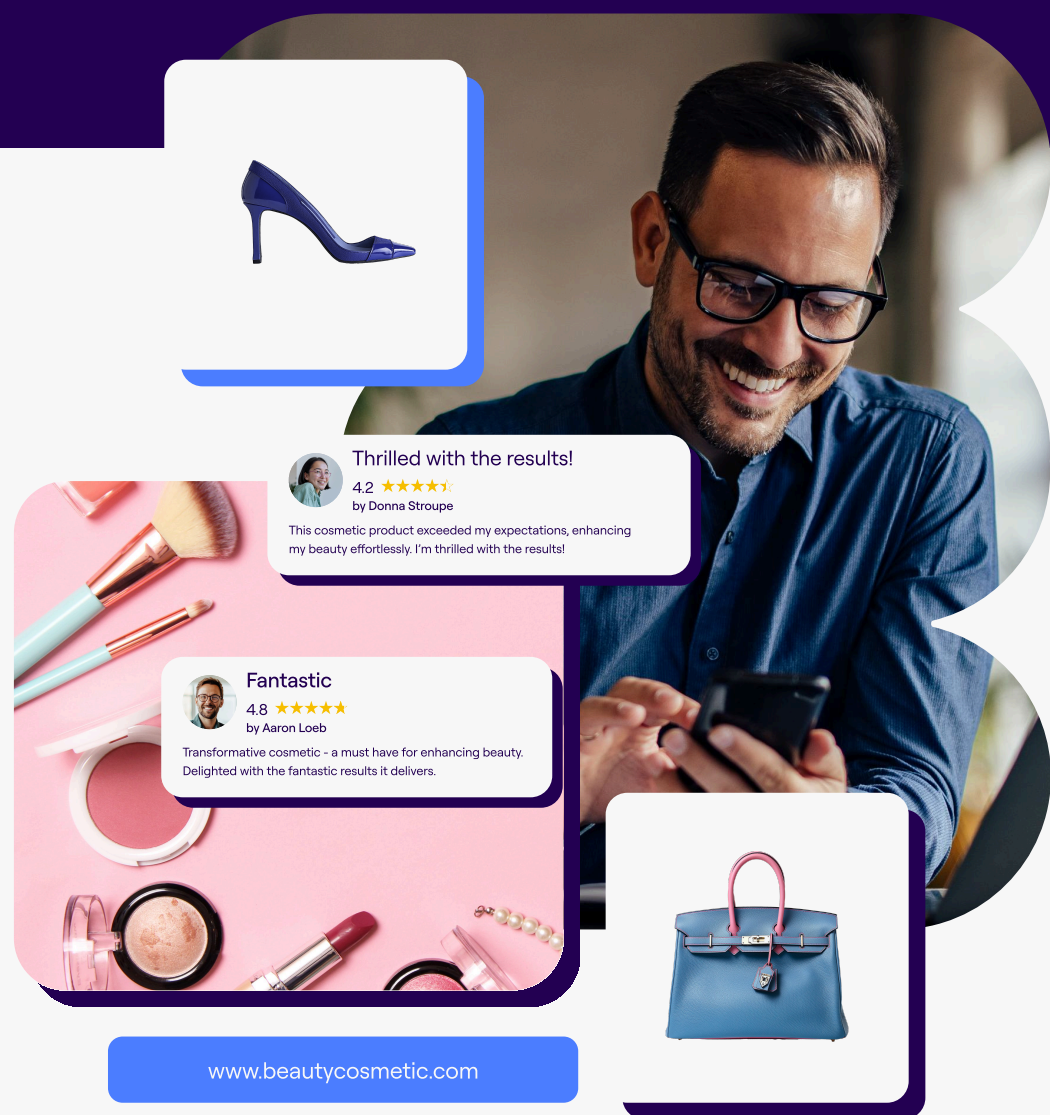 Thrilled with the results!
4.2
by Donna Stroupe
This cosmetic product exceeded my expectations, enhancing
my beauty effortlessly. I'm thrilled with the results!
Fantastic
4.8
by Aaron Loeb
Transformative cosmetic - a must have for enhancing beauty.
Delighted with the fantastic results it delivers.
www.beautycosmetic.com